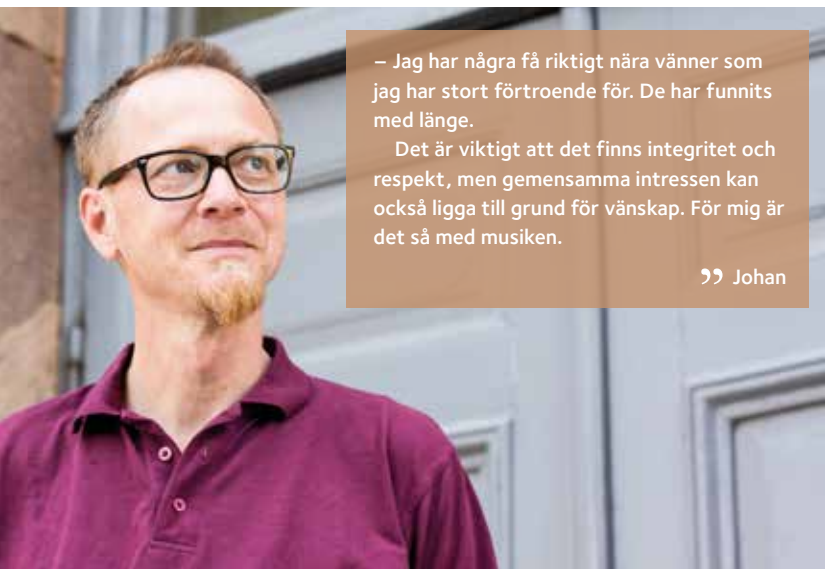 – Jag har några få riktigt nära vänner som
jag har stort förtroende för. De har funnits
med länge.
Det är viktigt att det finns integritet och
respekt, men gemensamma intressen kan
också ligga till grund för vänskap. För mig är
det så med musiken.
” Johan